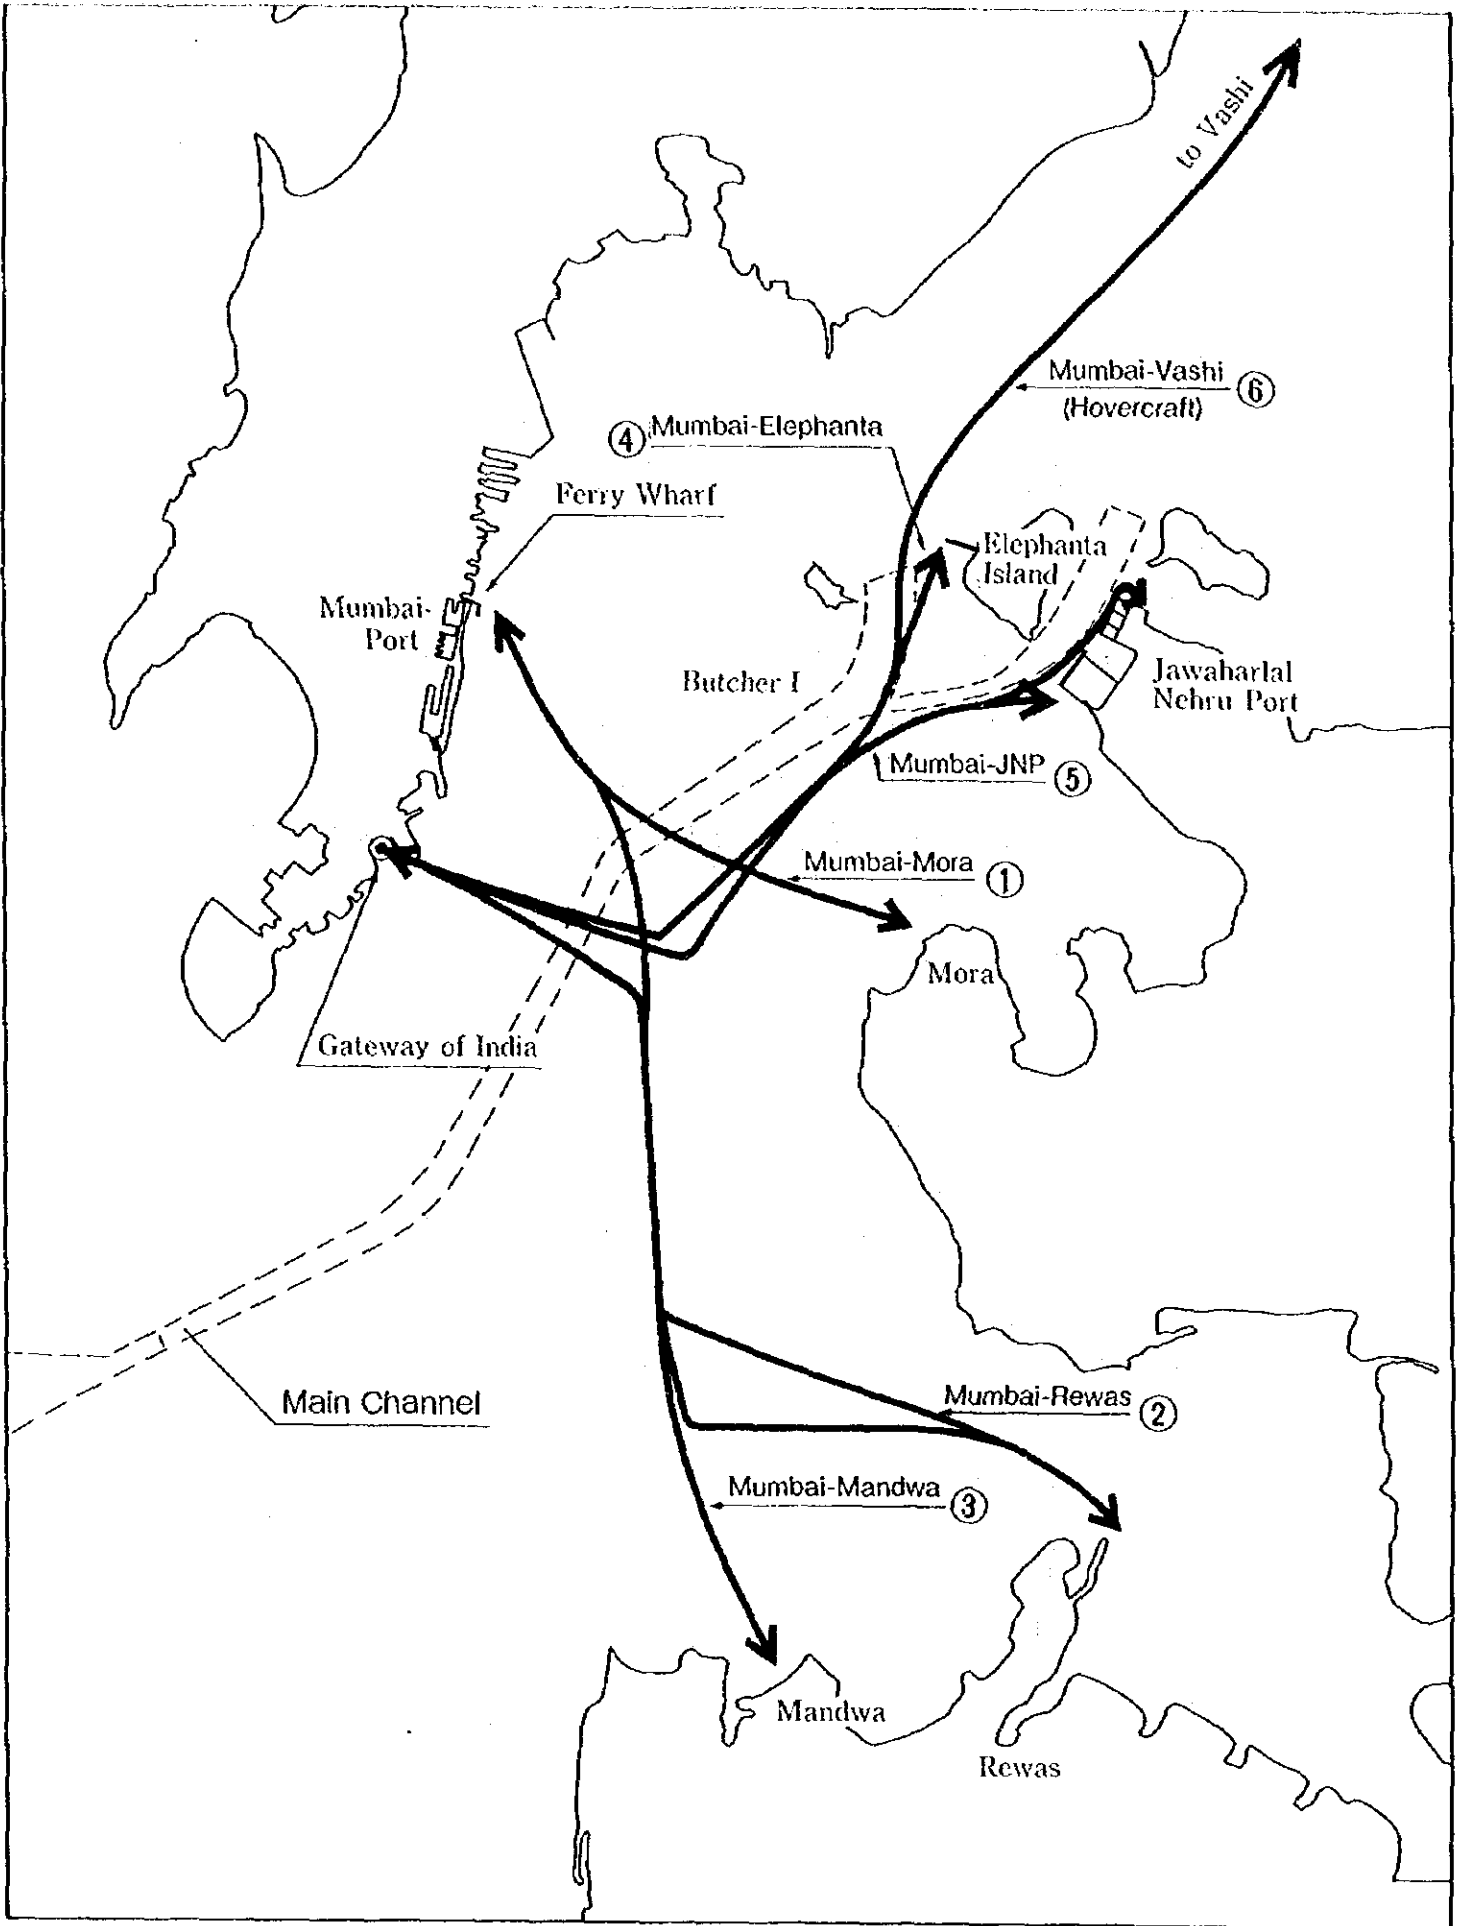 to Vashi
Mumbai-Vashi
(Hovercraft)
⑥
④
Mumbai-Elephanta
Ferry Wharf
Elephanta
Island
Mumbai-
Port
Butcher I
Jawaharlal
Nehru Port
Mumbai-JNP
⑤
Mumbai-Mora
①
Mora
Gateway of India
Main Channel
Mumbai-Rewas
②
Mumbai-Mandwa
③
Mandwa
Rewas